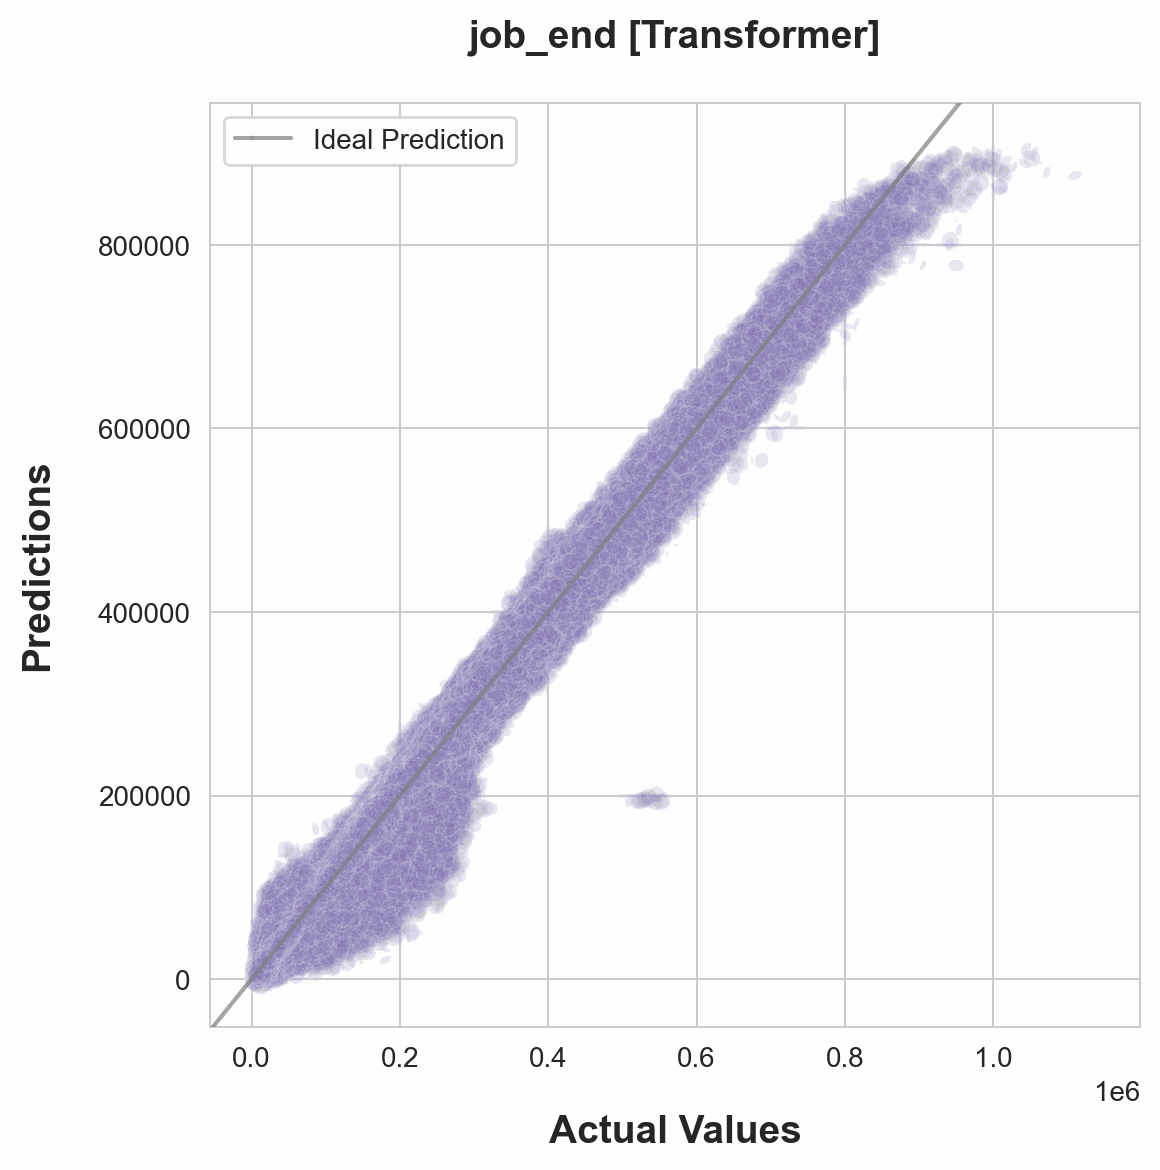 job_end [Transformer]
Ideal Prediction
800000
600000
400000
200000
0
Predictions
0.0 0.2 0.4 0.6 0.8 1.0
1e6
Actual Values